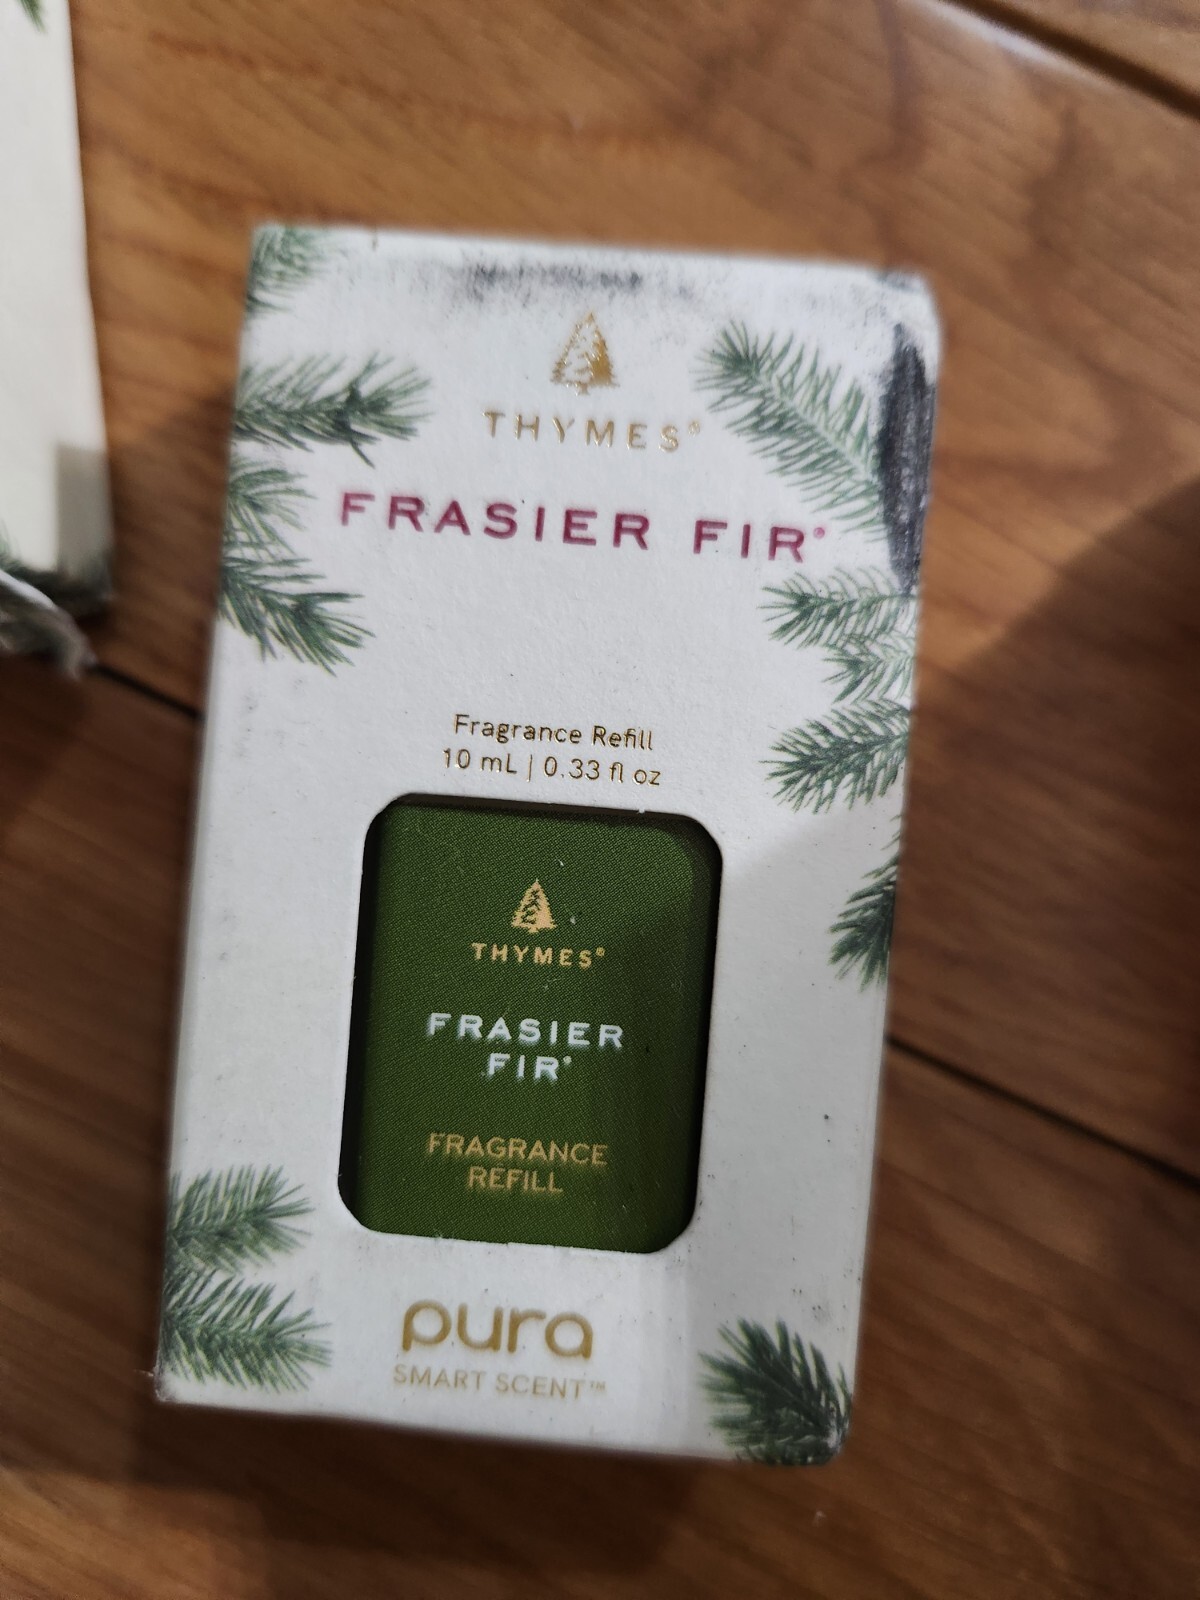 THYMES®
FRASIER FIR®
Fragrance Refill
10 mL | 0.33 fl oz
THYMES®
FRASIER
FIR®
FRAGRANCE
REFILL
pura
SMART SCENT™